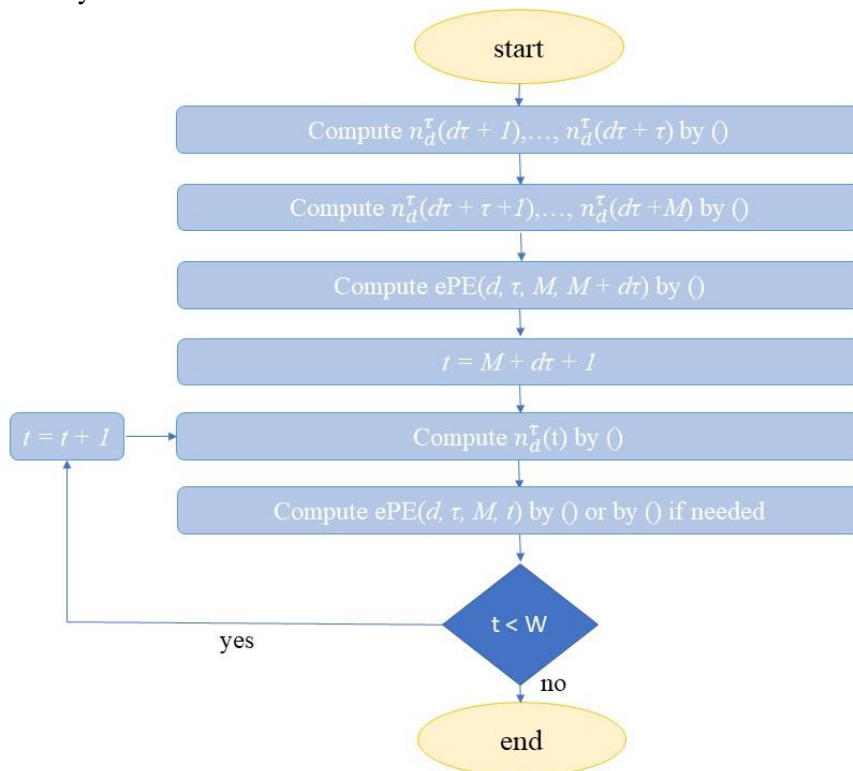 start
Compute n_d^τ(dτ + 1),..., n_d^τ(dτ + τ) by ()
Compute n_d^τ(dτ + τ +1),..., n_d^τ(dτ +M) by ()
Compute ePE(d, τ, M, M + dτ) by ()
t = M + dτ + 1
t = t + 1
Compute n_d^τ(t) by ()
Compute ePE(d, τ, M, t) by () or by () if needed
t < W
yes
no
end